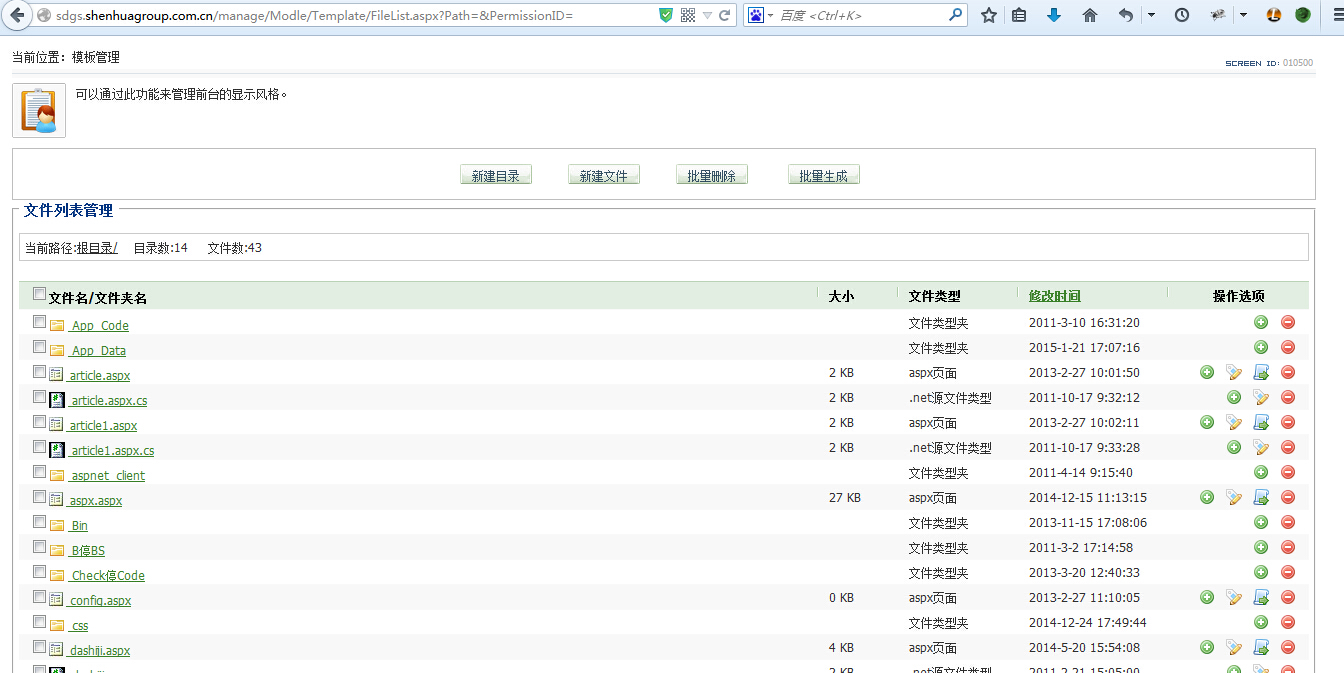 sdgs.shenhuagroup.com.cn/manage/Modle/Template/FileList.aspx?Path=&PermissionID=
百度 <Ctrl+K>
当前位置：模板管理
SCREEN ID: 010500
可以通过此功能来管理前台的显示风格。
新建目录 新建文件 批量删除 批量生成
文件列表管理
当前路径:根目录/ 目录数:14 文件数:43
文件名/文件夹名 大小 文件类型 修改时间 操作选项
App_Code 文件类型夹 2011-3-10 16:31:20
App_Data 文件类型夹 2015-1-21 17:07:16
article.aspx 2 KB aspx页面 2013-2-27 10:01:50
article.aspx.cs 2 KB .net源文件类型 2011-10-17 9:32:12
article1.aspx 2 KB aspx页面 2013-2-27 10:02:11
article1.aspx.cs 2 KB .net源文件类型 2011-10-17 9:33:28
aspnet_client 文件类型夹 2011-4-14 9:15:40
aspx.aspx 27 KB aspx页面 2014-12-15 11:13:15
Bin 文件类型夹 2013-11-15 17:08:06
B停BS 文件类型夹 2011-3-2 17:14:58
Check停Code 文件类型夹 2013-3-20 12:40:33
config.aspx 0 KB aspx页面 2013-2-27 11:10:05
css 文件类型夹 2014-12-24 17:49:44
dashiji.aspx 4 KB aspx页面 2014-5-20 15:54:08
2 KB .net源文件类型 2011-2-21 15:05:00